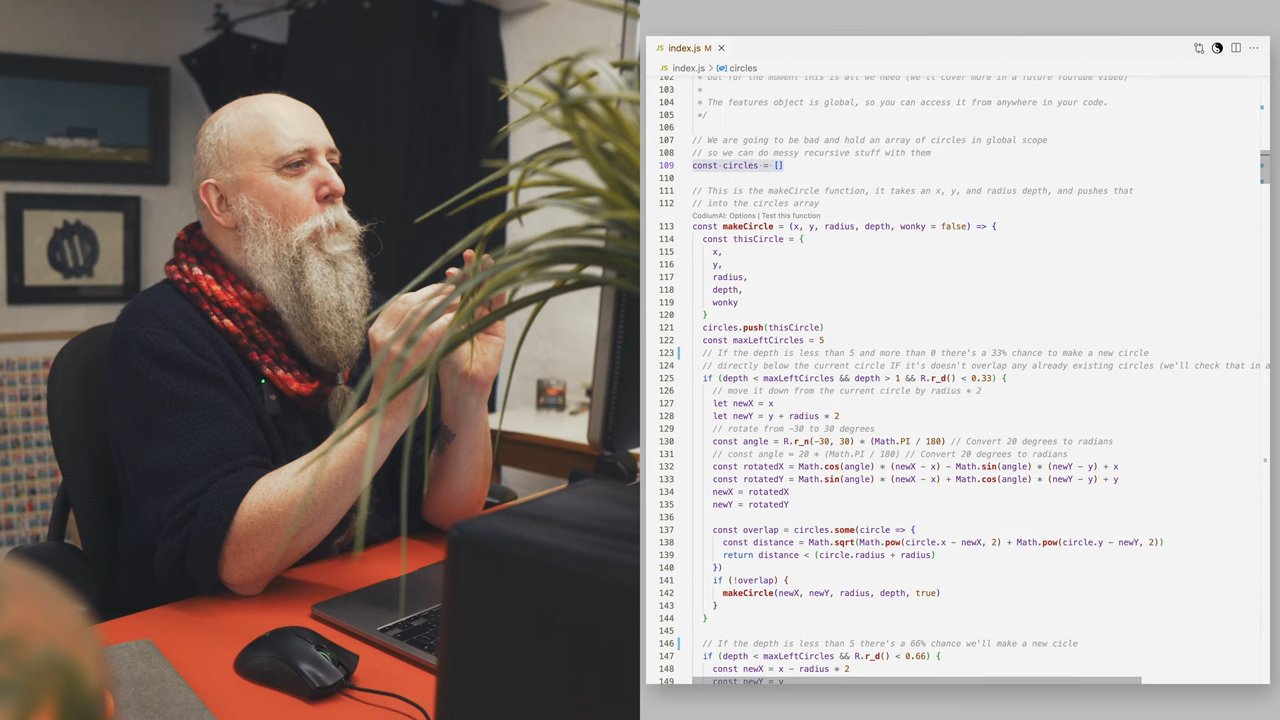 JS index.js M
JS index.js > circles
102 * but for the moment this is all we need (we'll cover more in a future YouTube video)
103 *
104 * The features object is global, so you can access it from anywhere in your code.
105 */
106
107 // We are going to be bad and hold an array of circles in global scope
108 // so we can do messy recursive stuff with them
109 const circles = []
110
111 // This is the makeCircle function, it takes an x, y, and radius depth, and pushes that
112 // into the circles array
CodiumAI: Options | Test this function
113 const makeCircle = (x, y, radius, depth, wonky = false) => {
114 const thisCircle = {
115 x,
116 y,
117 radius,
118 depth,
119 wonky
120 }
121 circles.push(thisCircle)
122 const maxLeftCircles = 5
123 // If the depth is less than 5 and more than 0 there's a 33% chance to make a new circle
124 // directly below the current circle IF it's doesn't overlap any already existing circles (we'll check that in a
125 if (depth < maxLeftCircles && depth > 1 && R.r_d() < 0.33) {
126 // move it down from the current circle by radius * 2
127 let newX = x
128 let newY = y + radius * 2
129 // rotate from -30 to 30 degrees
130 const angle = R.r_n(-30, 30) * (Math.PI / 180) // Convert 20 degrees to radians
131 // const angle = 20 * (Math.PI / 180) // Convert 20 degrees to radians
132 const rotatedX = Math.cos(angle) * (newX - x) - Math.sin(angle) * (newY - y) + x
133 const rotatedY = Math.sin(angle) * (newX - x) + Math.cos(angle) * (newY - y) + y
134 newX = rotatedX
135 newY = rotatedY
136
137 const overlap = circles.some(circle => {
138 const distance = Math.sqrt(Math.pow(circle.x - newX, 2) + Math.pow(circle.y - newY, 2))
139 return distance < (circle.radius + radius)
140 })
141 if (!overlap) {
142 makeCircle(newX, newY, radius, depth, true)
143 }
144 }
145
146 // If the depth is less than 5 there's a 66% chance we'll make a new cicle
147 if (depth < maxLeftCircles && R.r_d() < 0.66) {
148 const newX = x - radius * 2
149 const newY = y